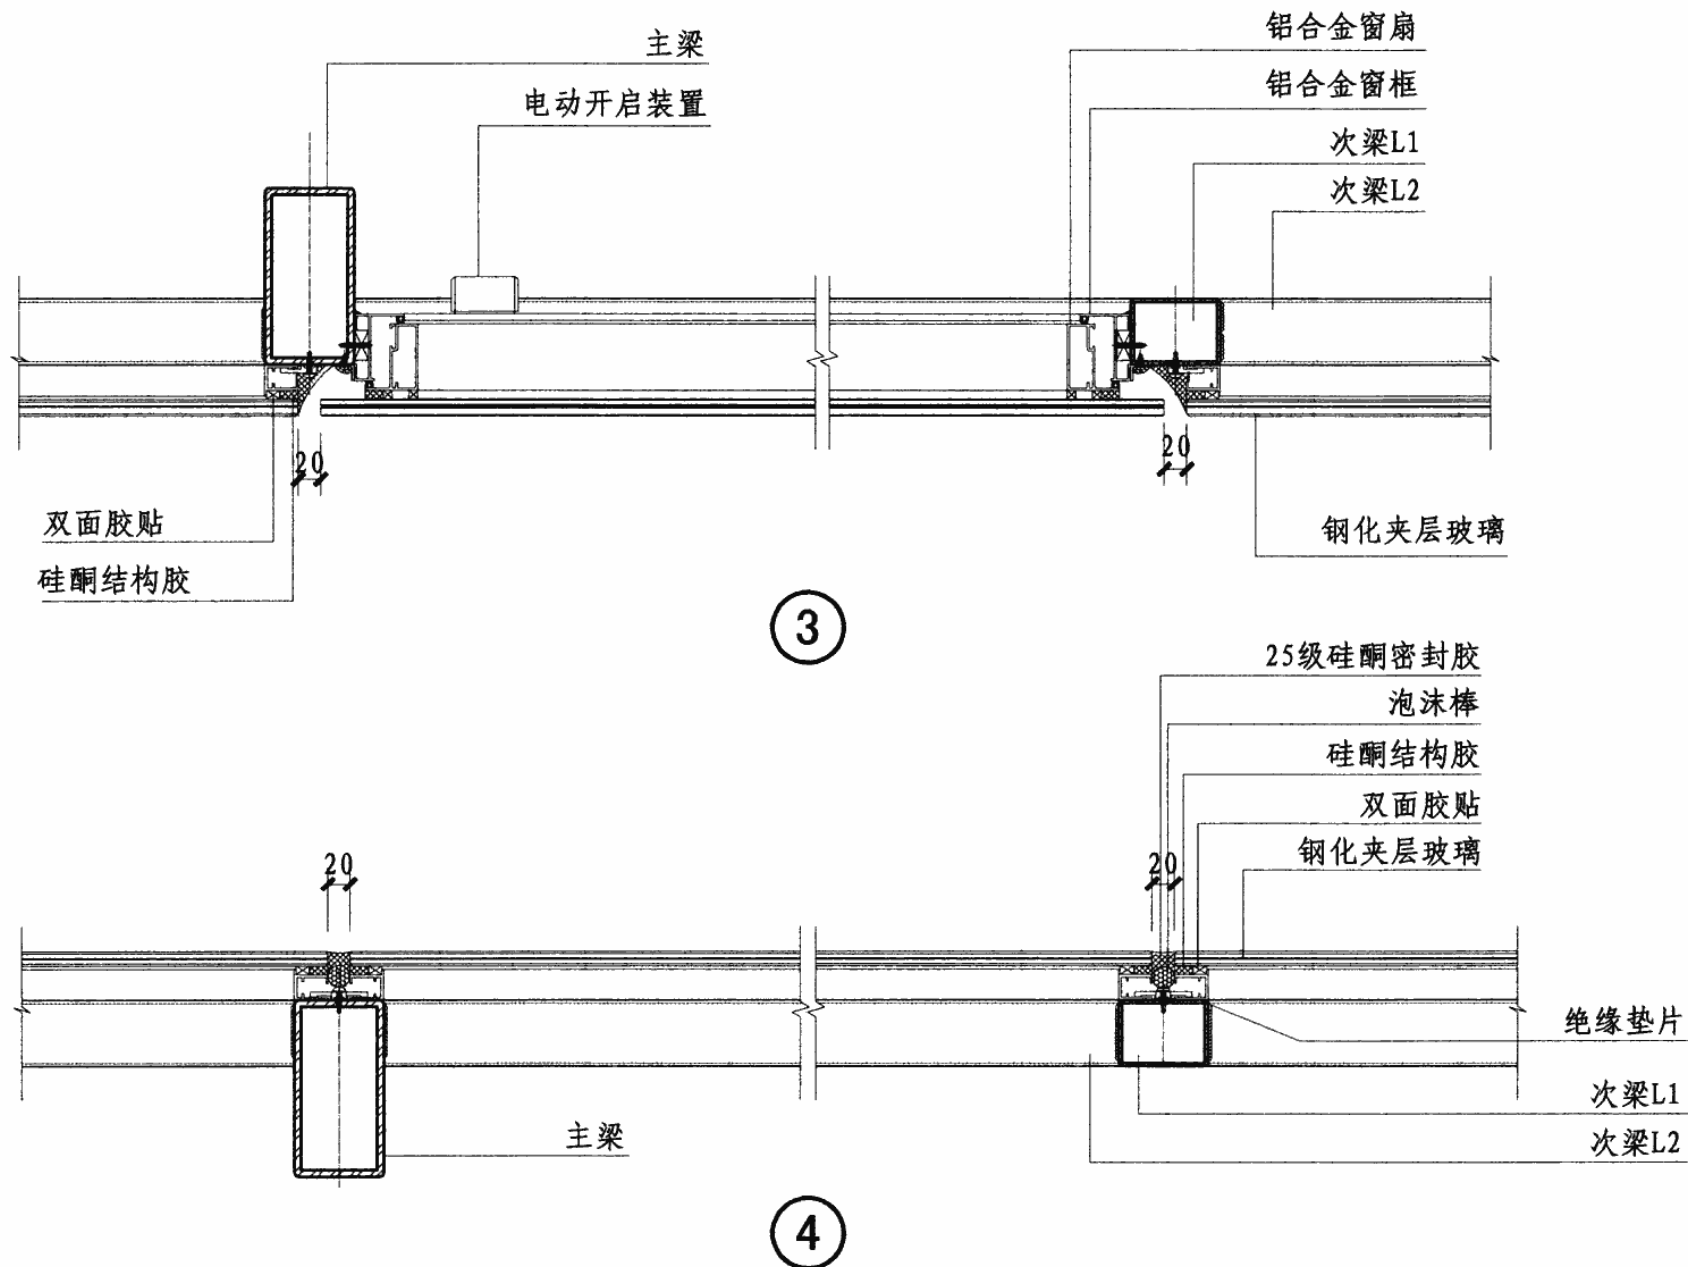 主梁
电动开启装置
铝合金窗扇
铝合金窗框
次梁L1
次梁L2
20
20
双面胶贴
硅酮结构胶
钢化夹层玻璃
3
25级硅酮密封胶
泡沫棒
硅酮结构胶
双面胶贴
钢化夹层玻璃
20
20
绝缘垫片
次梁L1
次梁L2
主梁
4